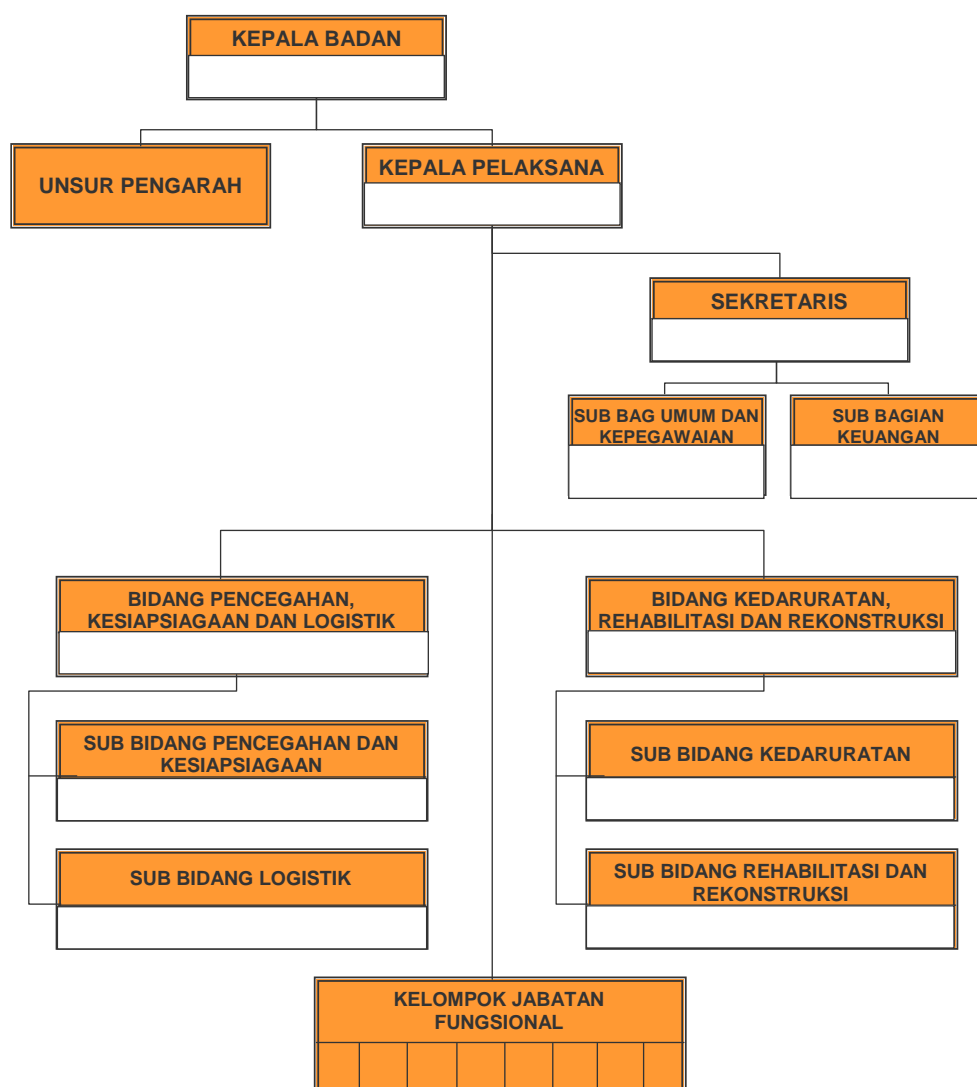 KEPALA BADAN
UNSUR PENGARAH
KEPALA PELAKSANA
SEKRETARIS
SUB BAG UMUM DAN
KEPEGAWAIAN
SUB BAGIAN
KEUANGAN
BIDANG PENCEGAHAN,
KESIAPSIAGAAN DAN LOGISTIK
BIDANG KEDARURATAN,
REHABILITASI DAN REKONSTRUKSI
SUB BIDANG PENCEGAHAN DAN
KESIAPSIAGAAN
SUB BIDANG KEDARURATAN
SUB BIDANG LOGISTIK
SUB BIDANG REHABILITASI DAN
REKONSTRUKSI
KELOMPOK JABATAN
FUNGSIONAL